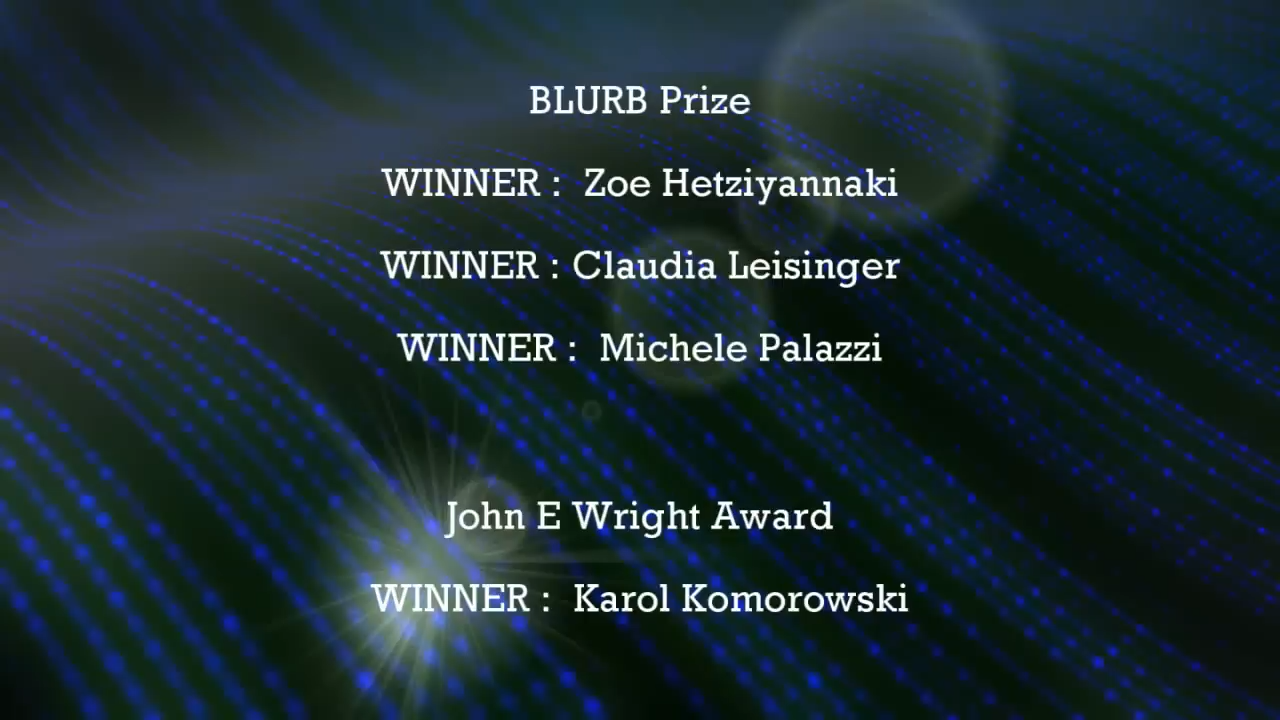 BLURB Prize
WINNER :  Zoe Hetziyannaki
WINNER : Claudia Leisinger
WINNER :  Michele Palazzi
John E Wright Award
WINNER :  Karol Komorowski